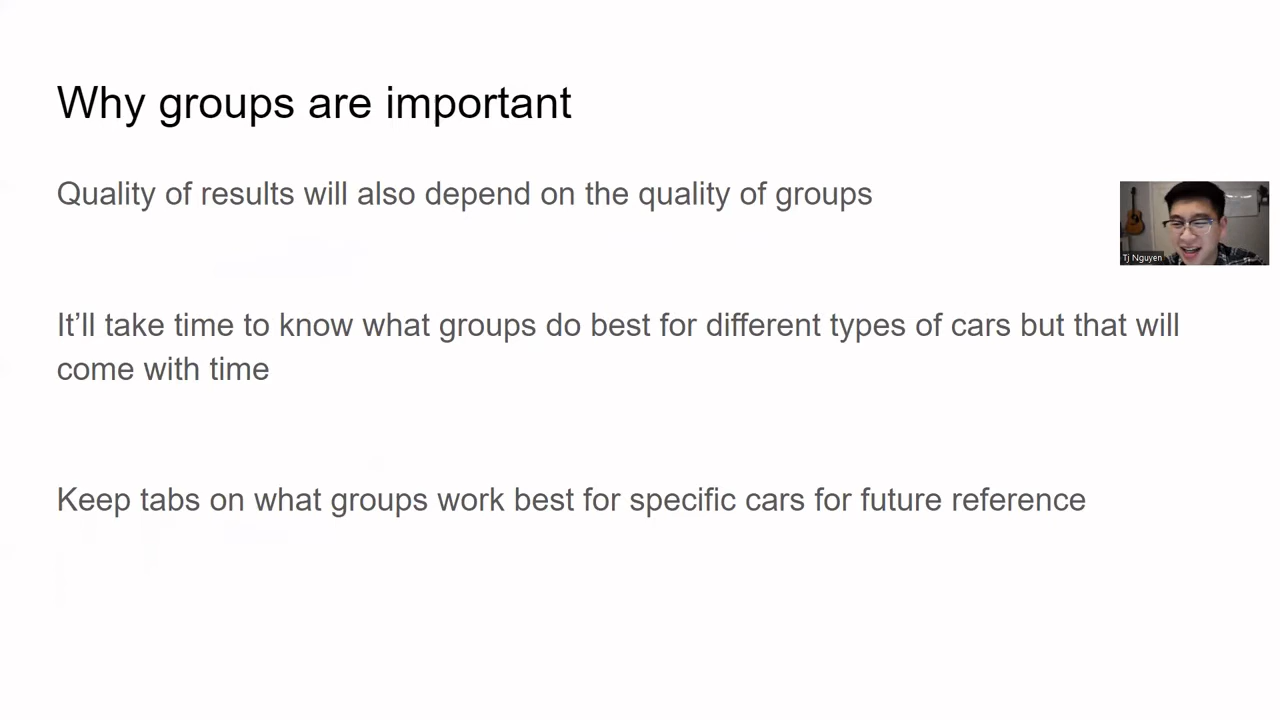 Why groups are important
Quality of results will also depend on the quality of groups
Tj Nguyen
It’ll take time to know what groups do best for different types of cars but that will
come with time
Keep tabs on what groups work best for specific cars for future reference